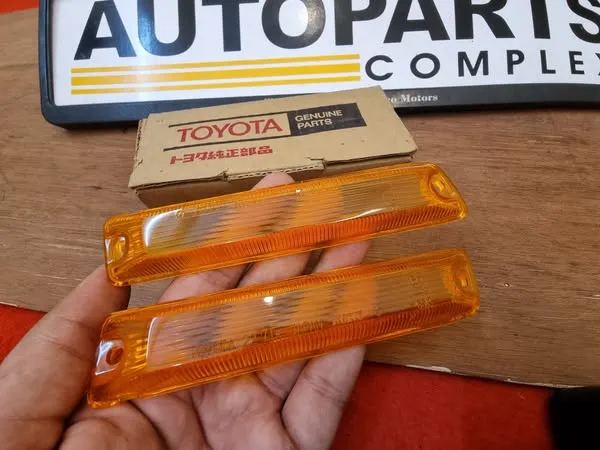 AUTOPARTS
COMPLEX
Motors
TOYOTA GENUINE PARTS
トヨタ純正部品